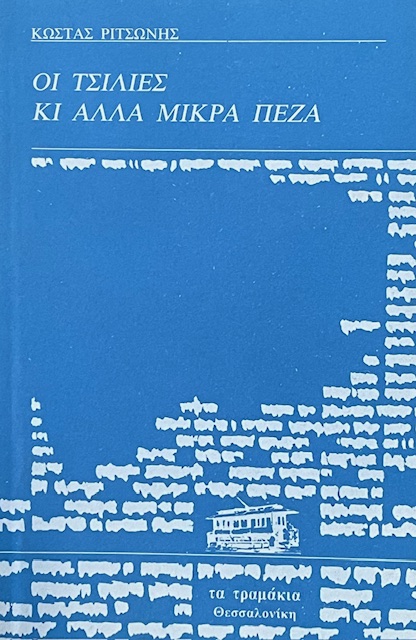 ΚΩΣΤΑΣ ΡΙΤΣΩΝΗΣ
ΟΙ ΤΣΙΛΙΕΣ
ΚΙ ΑΛΛΑ ΜΙΚΡΑ ΠΕΖΑ
τα τραμάκια
Θεσσαλονίκη